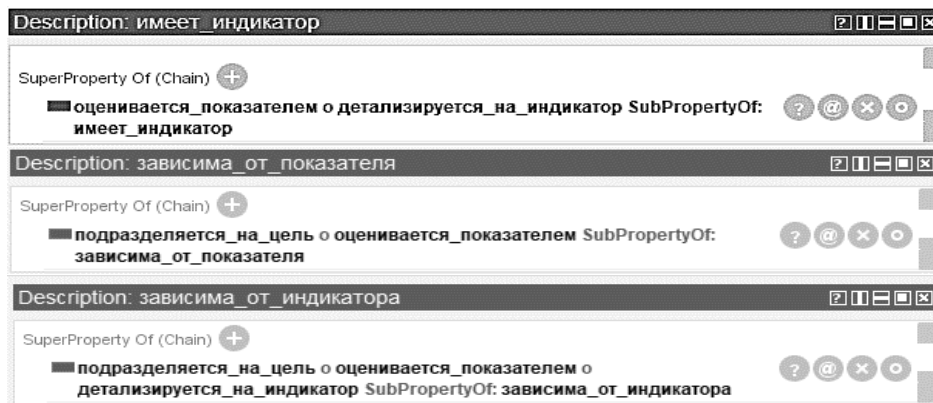 Description: имеет_индикатор
SuperProperty Of (Chain)
оценивается_показателем o детализируется_на_индикатор SubPropertyOf:
имеет_индикатор
Description: зависима_от_показателя
SuperProperty Of (Chain)
подразделяется_на_цель o оценивается_показателем SubPropertyOf:
зависима_от_показателя
Description: зависима_от_индикатора
SuperProperty Of (Chain)
подразделяется_на_цель o оценивается_показателем o
детализируется_на_индикатор SubPropertyOf: зависима_от_индикатора